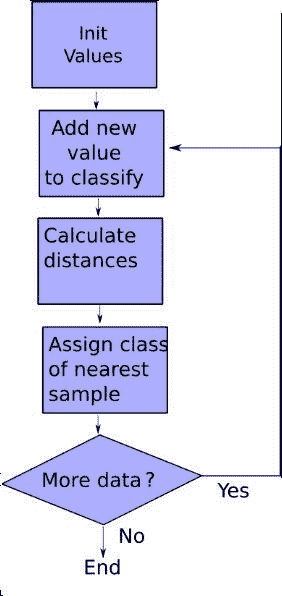 Init
Values
Add new
value
to classify
Calculate
distances
Assign class
of nearest
sample
More data ?
Yes
No
End